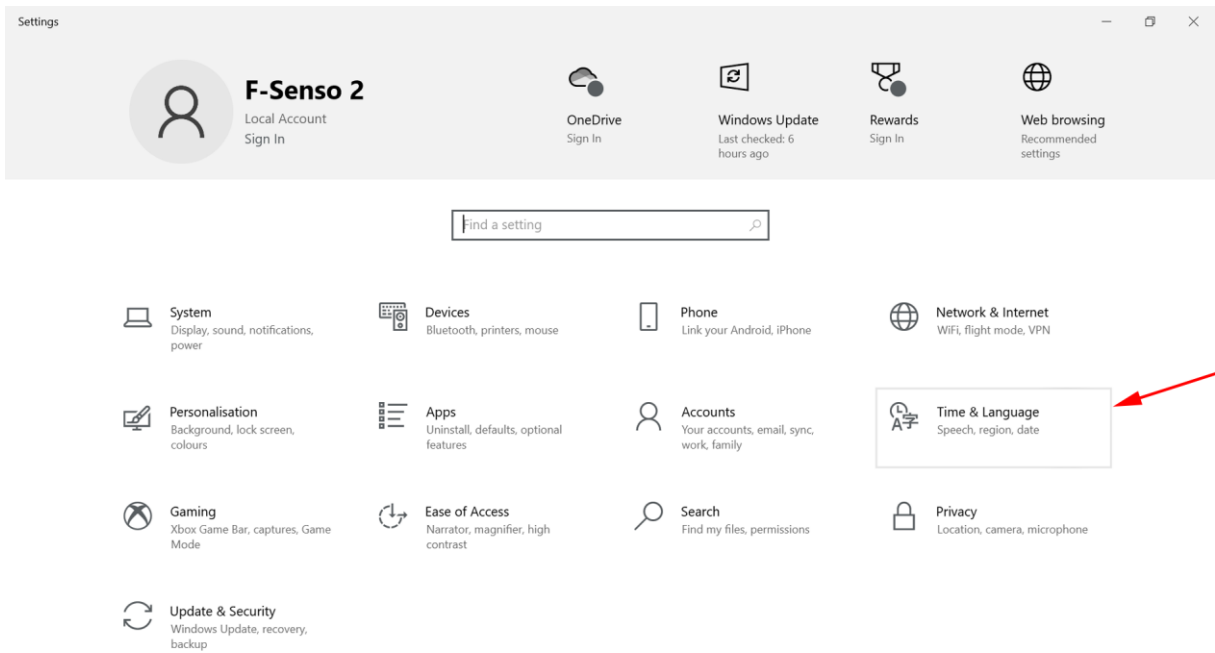 Settings
F-Senso 2
Local Account
Sign In
OneDrive
Sign In
Windows Update
Last checked: 6
hours ago
Rewards
Sign In
Web browsing
Recommended
settings
Find a setting
System
Display, sound, notifications,
power
Devices
Bluetooth, printers, mouse
Phone
Link your Android, iPhone
Network & Internet
WiFi, flight mode, VPN
Personalisation
Background, lock screen,
colours
Apps
Uninstall, defaults, optional
features
Accounts
Your accounts, email, sync,
work, family
Time & Language
Speech, region, date
Gaming
Xbox Game Bar, captures, Game
Mode
Ease of Access
Narrator, magnifier, high
contrast
Search
Find my files, permissions
Privacy
Location, camera, microphone
Update & Security
Windows Update, recovery,
backup